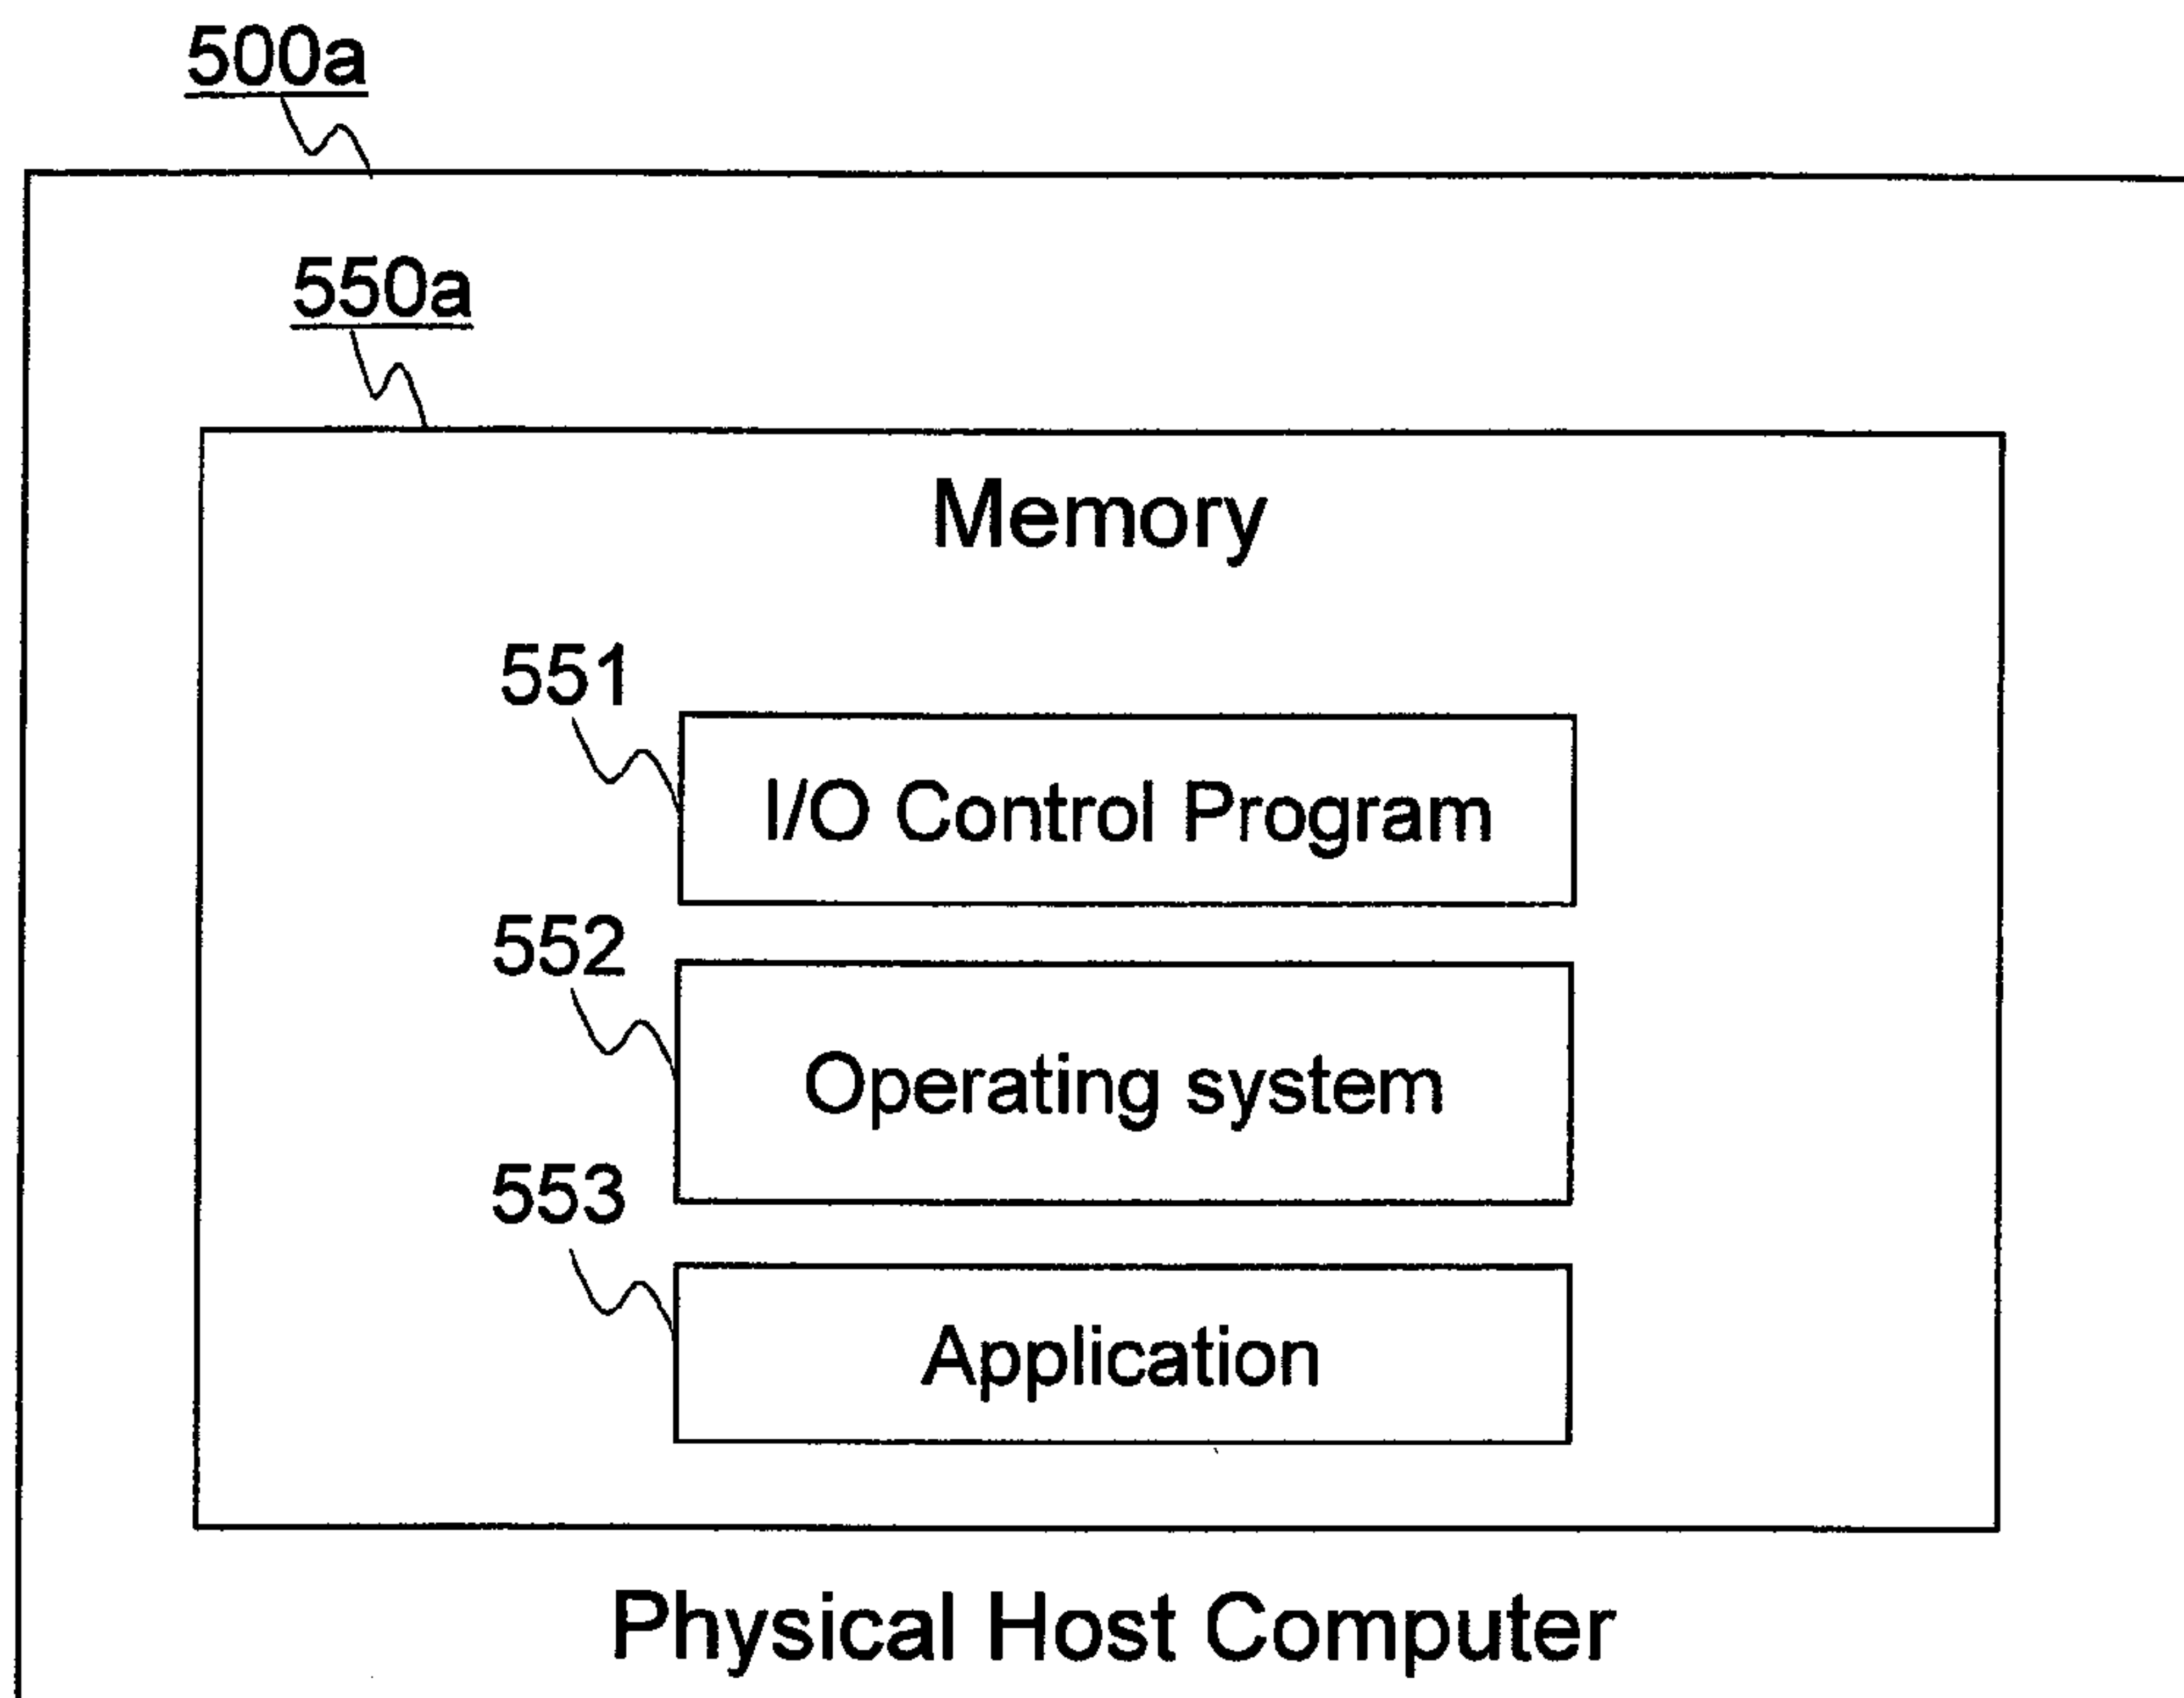 500a
550a
Memory
551
I/O Control Program
552
Operating system
553
Application
Physical Host Computer